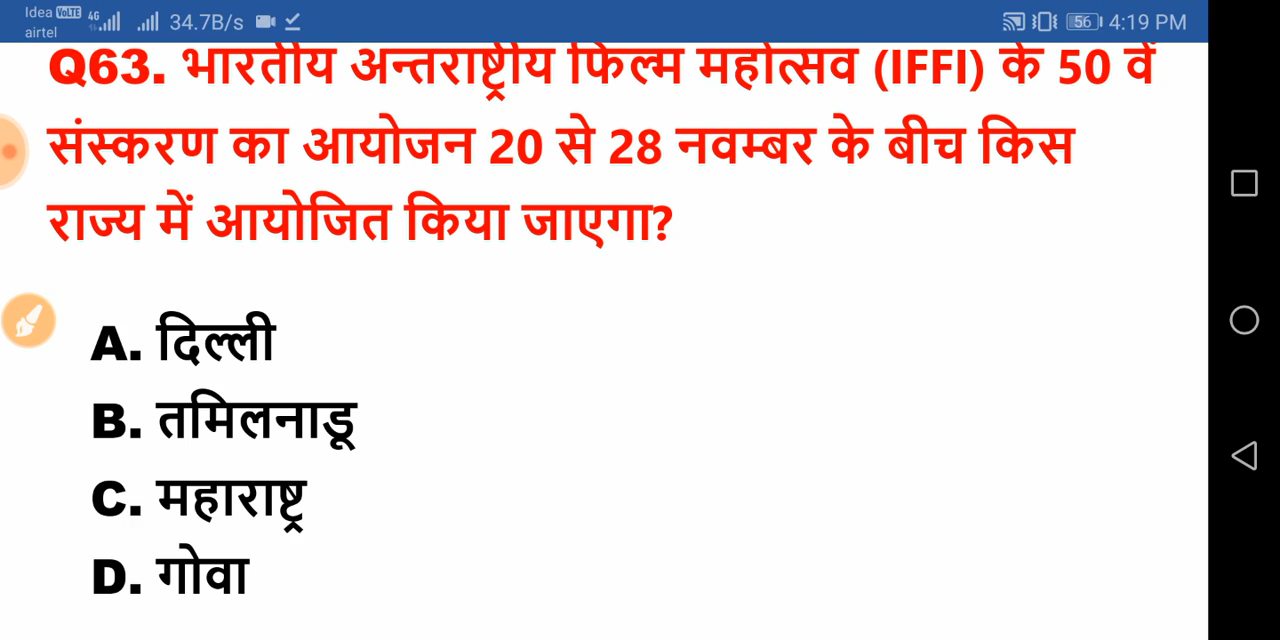 Idea VoLTE 4G 34.7B/s 56 4:19 PM
airtel
Q63. भारतीय अन्तराष्ट्रीय फिल्म महोत्सव (IFFI) के 50 वें
संस्करण का आयोजन 20 से 28 नवम्बर के बीच किस
राज्य में आयोजित किया जाएगा?
A. दिल्ली
B. तमिलनाडू
C. महाराष्ट्र
D. गोवा